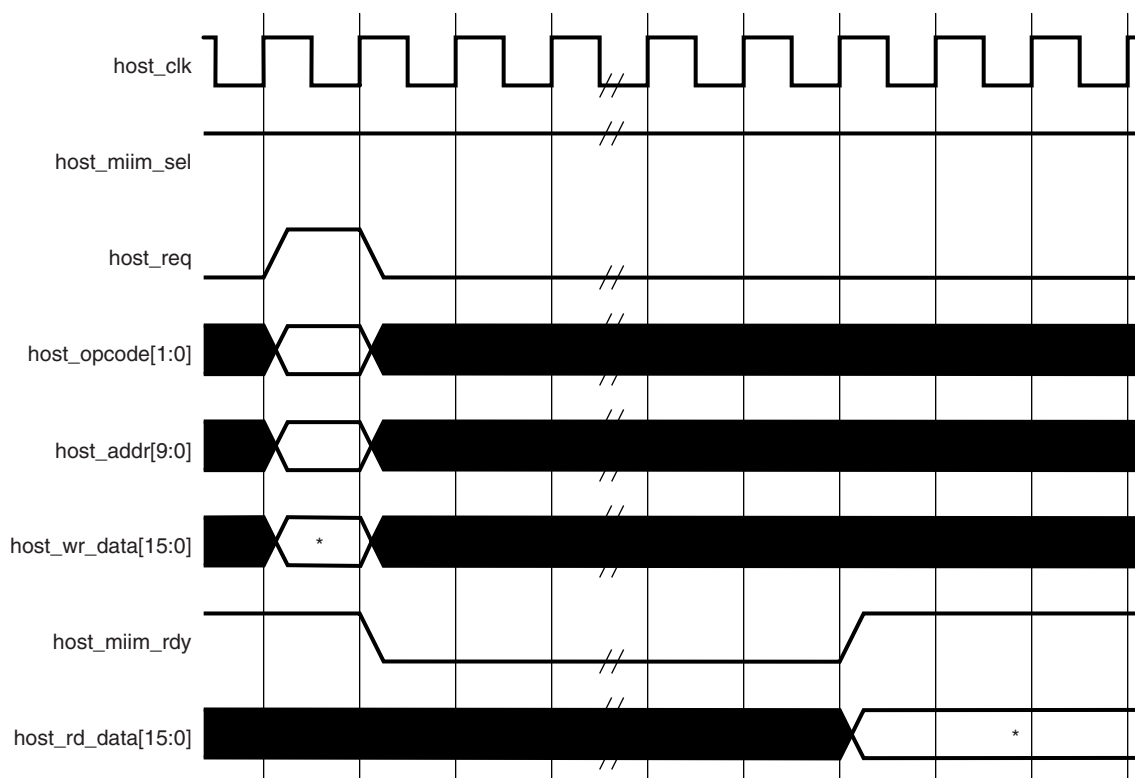 host_clk
host_miim_sel
host_req
host_opcode[1:0]
host_addr[9:0]
host_wr_data[15:0]
*
host_miim_rdy
host_rd_data[15:0]
*